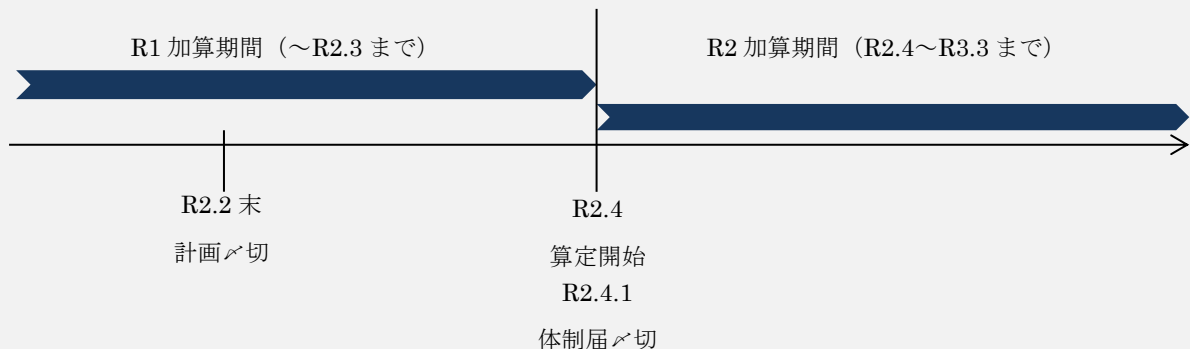 R1 加算期間（～R2.3 まで）
R2 加算期間（R2.4～R3.3 まで）
R2.2 末
計画〆切
R2.4
算定開始
R2.4.1
体制届〆切